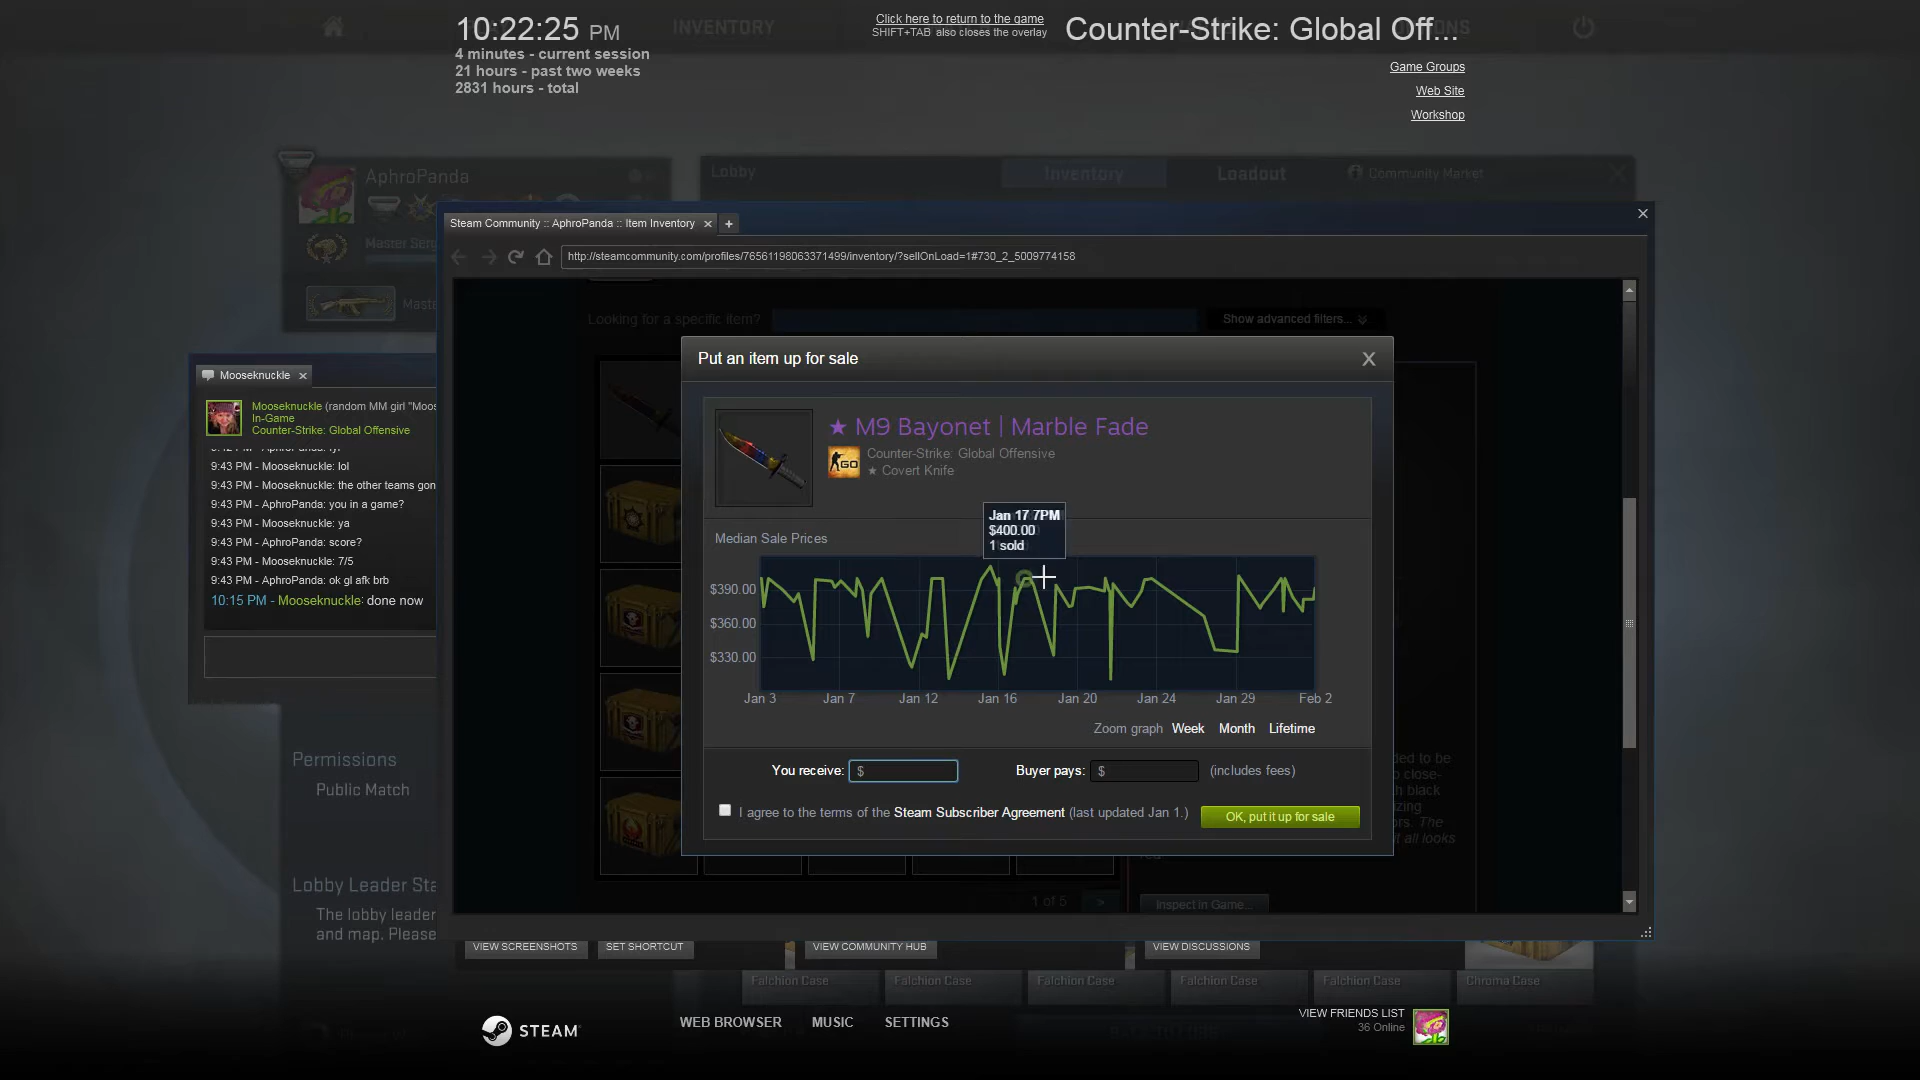 10:22:25 PM
4 minutes - current session
21 hours - past two weeks
2831 hours - total
INVENTORY
Click here to return to the game
SHIFT+TAB also closes the overlay
Counter-Strike: Global Off...
Game Groups
Web Site
Workshop
AphroPanda
Lobby
Inventory
Loadout
Community Market
Steam Community :: AphroPanda :: Item Inventory
http://steamcommunity.com/profiles/76561198063371499/inventory/?sellOnLoad=1#730_2_5009774158
Looking for a specific item?
Show advanced filters...
Mooseknuckle
Mooseknuckle (random MM girl "Moos
In-Game
Counter-Strike: Global Offensive
9:43 PM - Mooseknuckle: lol
9:43 PM - Mooseknuckle: the other teams gon
9:43 PM - AphroPanda: you in a game?
9:43 PM - Mooseknuckle: ya
9:43 PM - AphroPanda: score?
9:43 PM - Mooseknuckle: 7/5
9:43 PM - AphroPanda: ok gl afk brb
10:15 PM - Mooseknuckle: done now
Put an item up for sale
X
★ M9 Bayonet | Marble Fade
GO
Counter-Strike: Global Offensive
★ Covert Knife
Jan 17 7PM
$400.00
1 sold
Median Sale Prices
$390.00
$360.00
$330.00
Jan 3
Jan 7
Jan 12
Jan 16
Jan 20
Jan 24
Jan 29
Feb 2
Zoom graph Week Month Lifetime
You receive: $
Buyer pays: $
(includes fees)
I agree to the terms of the Steam Subscriber Agreement (last updated Jan 1.)
OK, put it up for sale
1 of 5
Inspect in Game...
Permissions
Public Match
Lobby Leader Sta
The lobby leader
and map. Please
VIEW SCREENSHOTS
SET SHORTCUT
VIEW COMMUNITY HUB
VIEW DISCUSSIONS
Falchion Case
Falchion Case
Falchion Case
Falchion Case
Falchion Case
Chroma Case
STEAM
WEB BROWSER
MUSIC
SETTINGS
VIEW FRIENDS LIST
36 Online